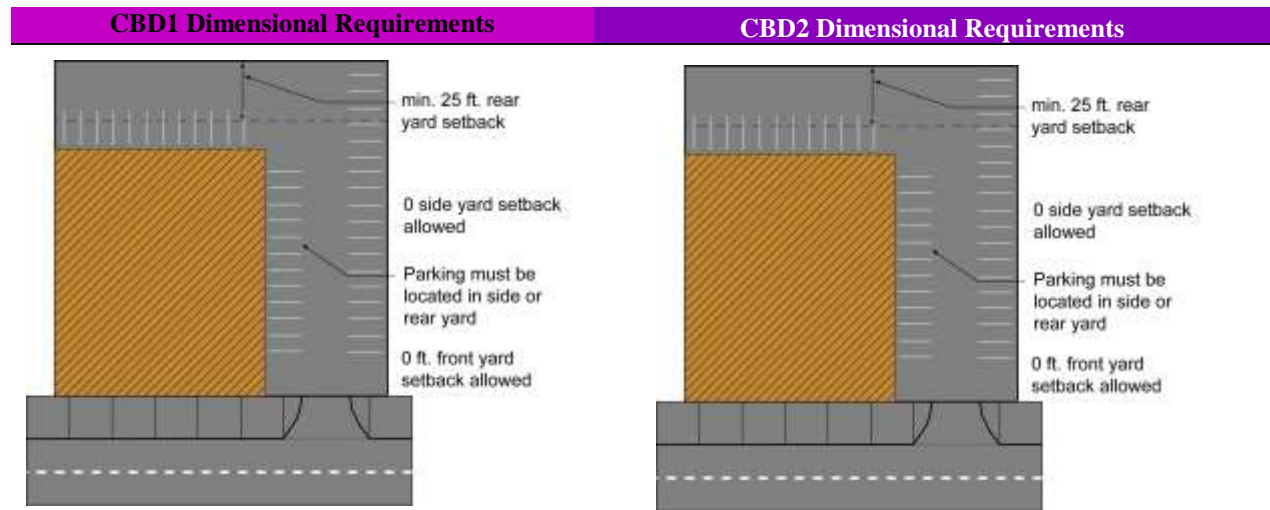 CBD1 Dimensional Requirements
CBD2 Dimensional Requirements
min. 25 ft. rear
yard setback
0 side yard setback
allowed
Parking must be
located in side or
rear yard
0 ft. front yard
setback allowed
min. 25 ft. rear
yard setback
0 side yard setback
allowed
Parking must be
located in side or
rear yard
0 ft. front yard
setback allowed